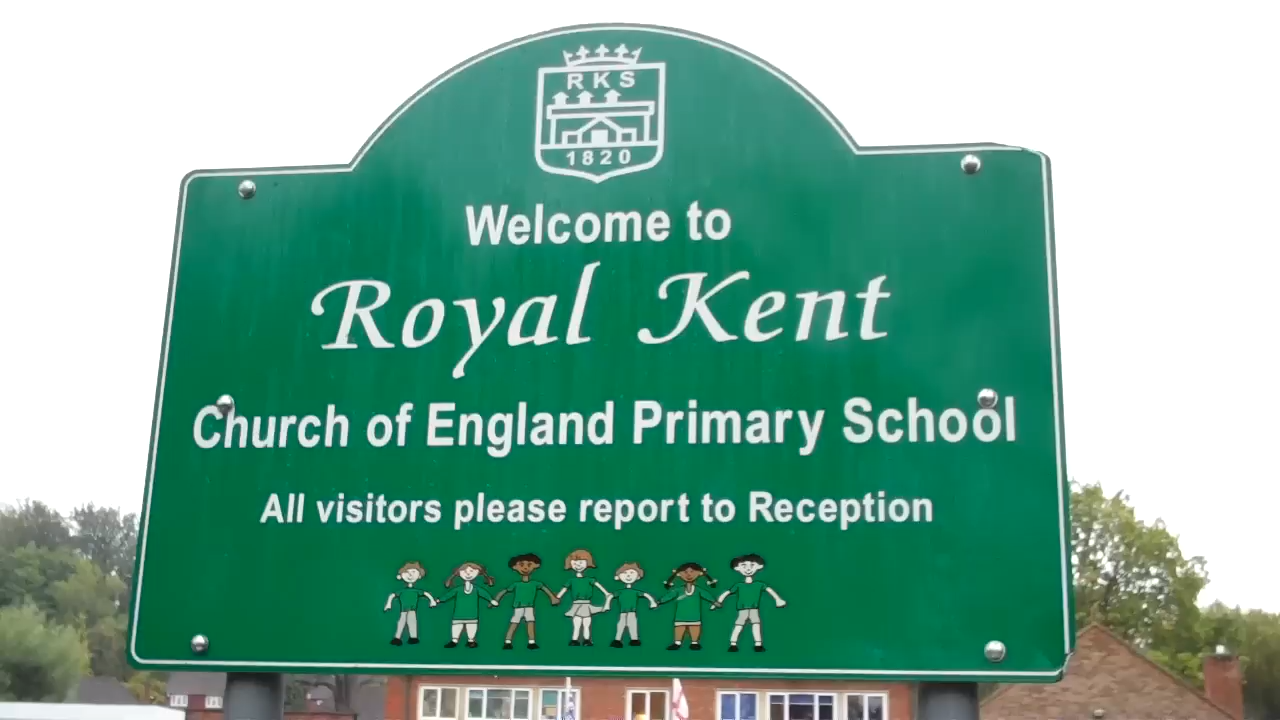 RKS
1820
Welcome to
Royal Kent
Church of England Primary School
All visitors please report to Reception